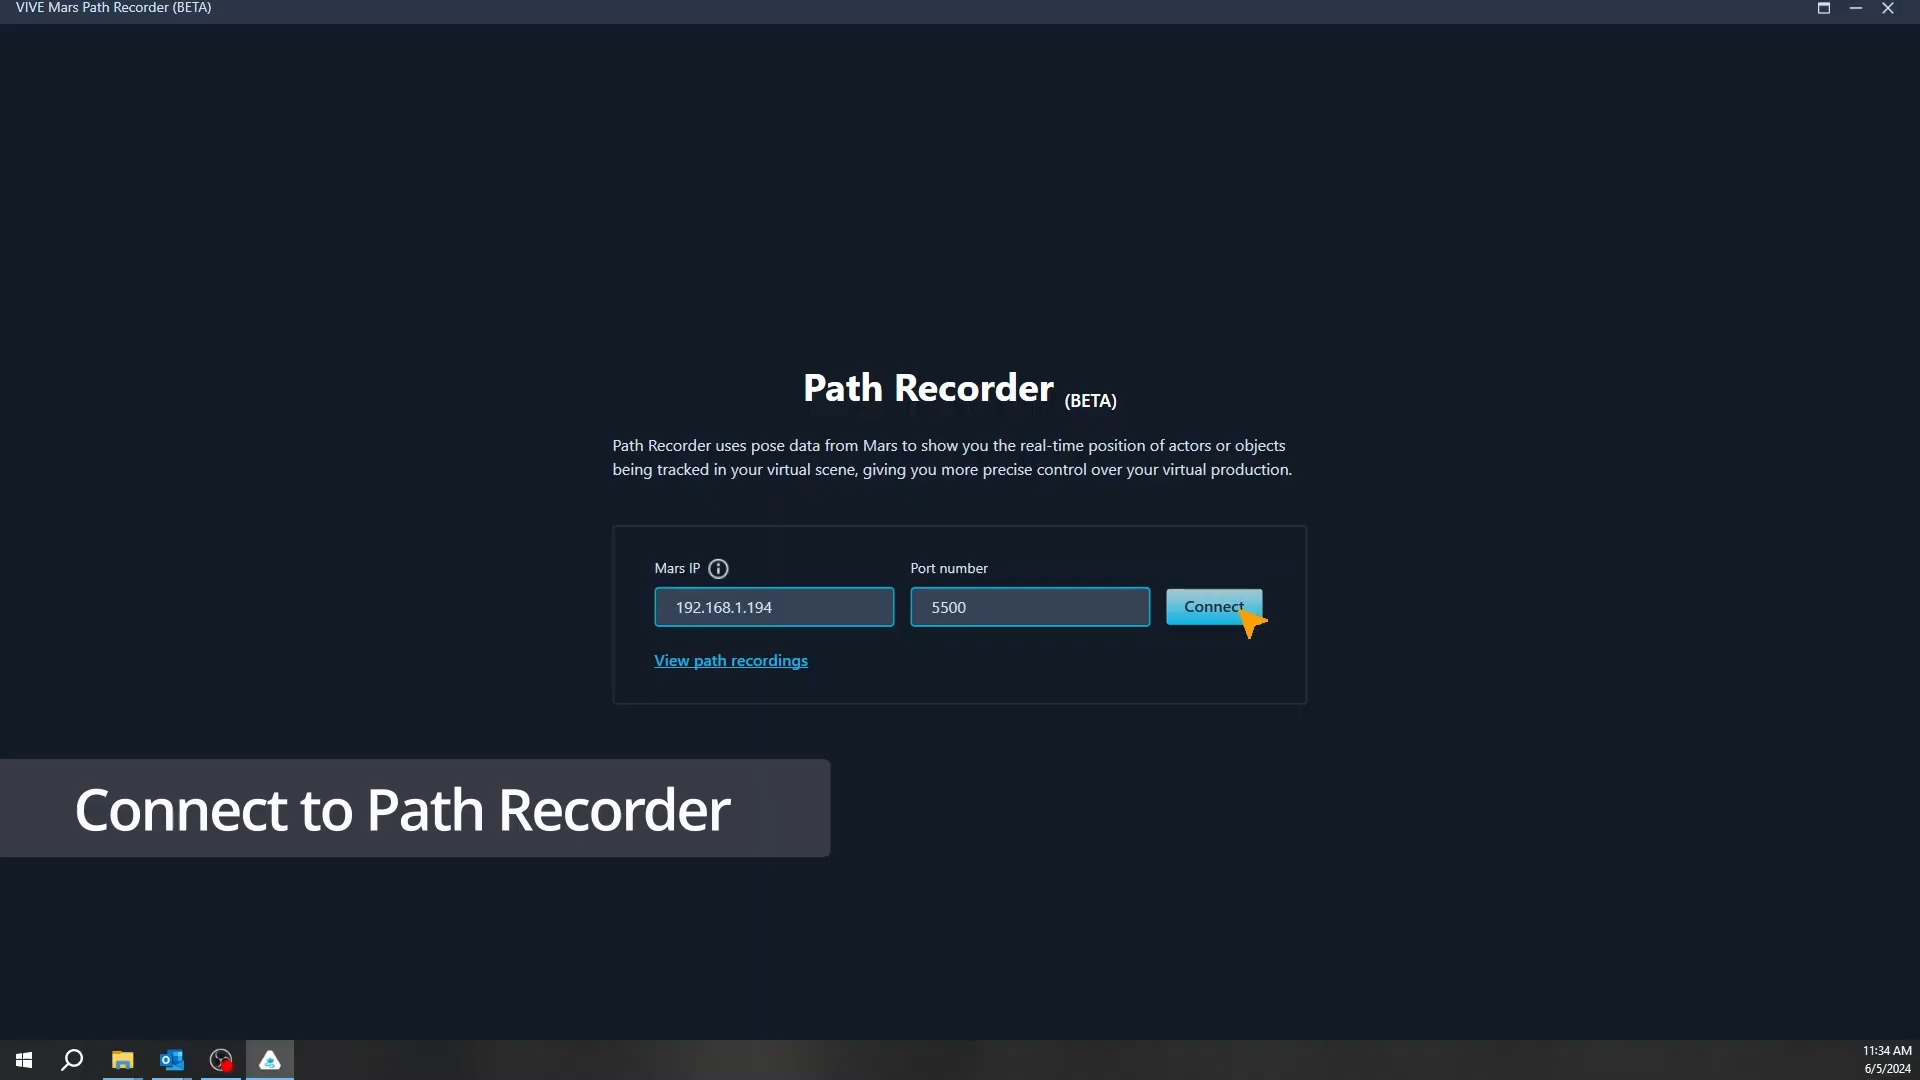 VIVE Mars Path Recorder (BETA)
Path Recorder (BETA)
Path Recorder uses pose data from Mars to show you the real-time position of actors or objects
being tracked in your virtual scene, giving you more precise control over your virtual production.
Mars IP
Port number
192.168.1.194
5500
Connect
View path recordings
Connect to Path Recorder
11:34 AM
6/5/2024